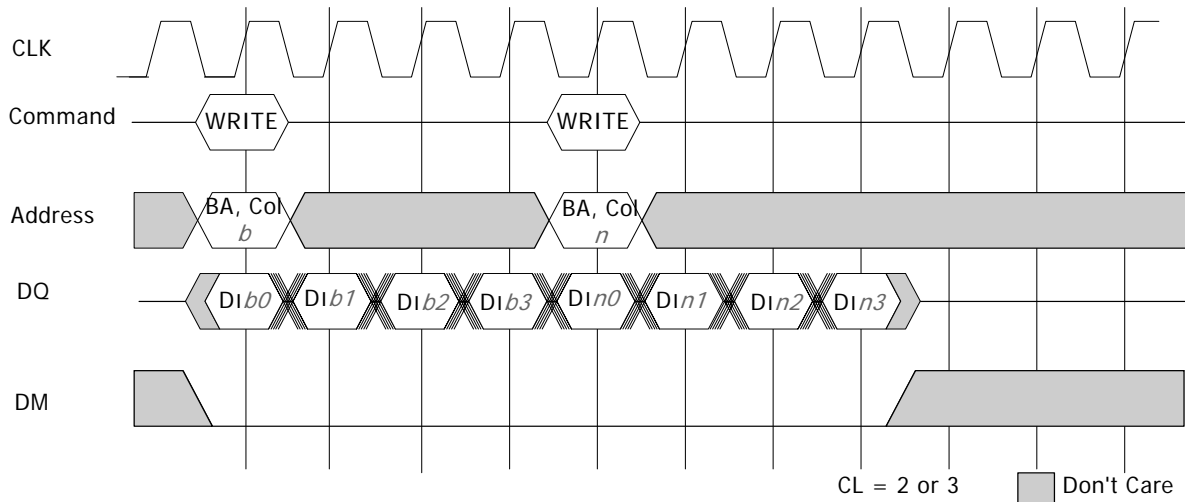 CLK
Command WRITE WRITE
Address BA, Col b BA, Col n
DQ DIb0 DIb1 DIb2 DIb3 DIn0 DIn1 DIn2 DIn3
DM
CL = 2 or 3 Don't Care